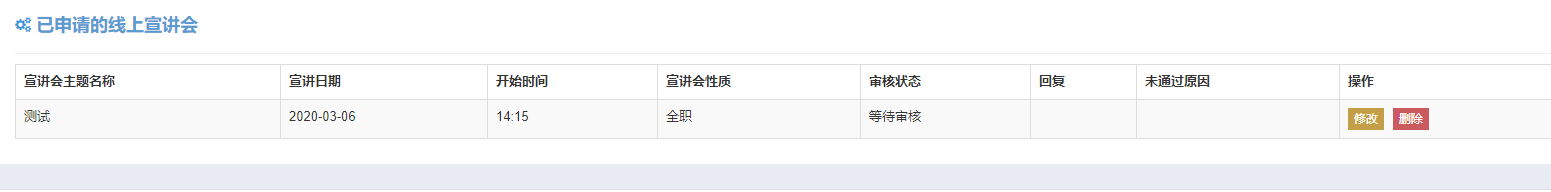 已申请的线上宣讲会
宣讲会主题名称 宣讲日期 开始时间 宣讲会性质 审核状态 回复 未通过原因 操作
测试 2020-03-06 14:15 全职 等待审核 修改 删除